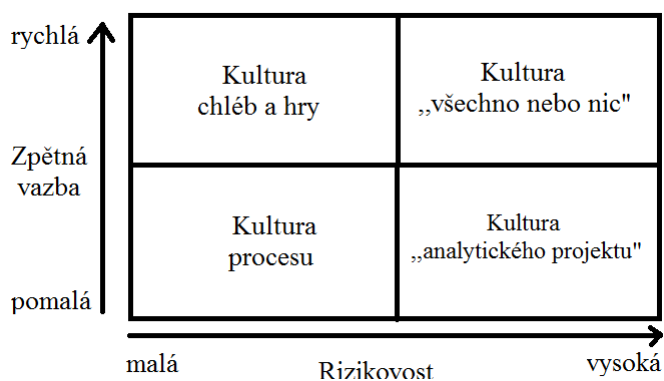 rychlá
Kultura
chléb a hry
Kultura
,,všechno nebo nic"
Zpětná
vazba
Kultura
procesu
Kultura
,,analytického projektu"
pomalá
malá
Rizikovost
vysoká